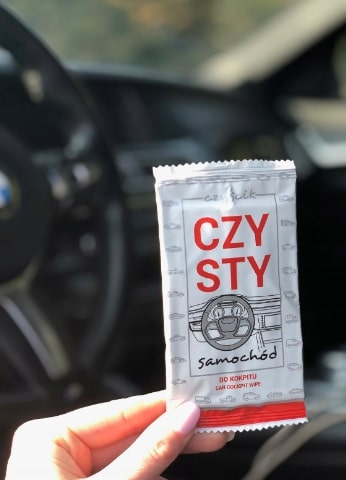 CZY
STY
samochód
DO KOKPITU
CAR COCKPIT WIPE